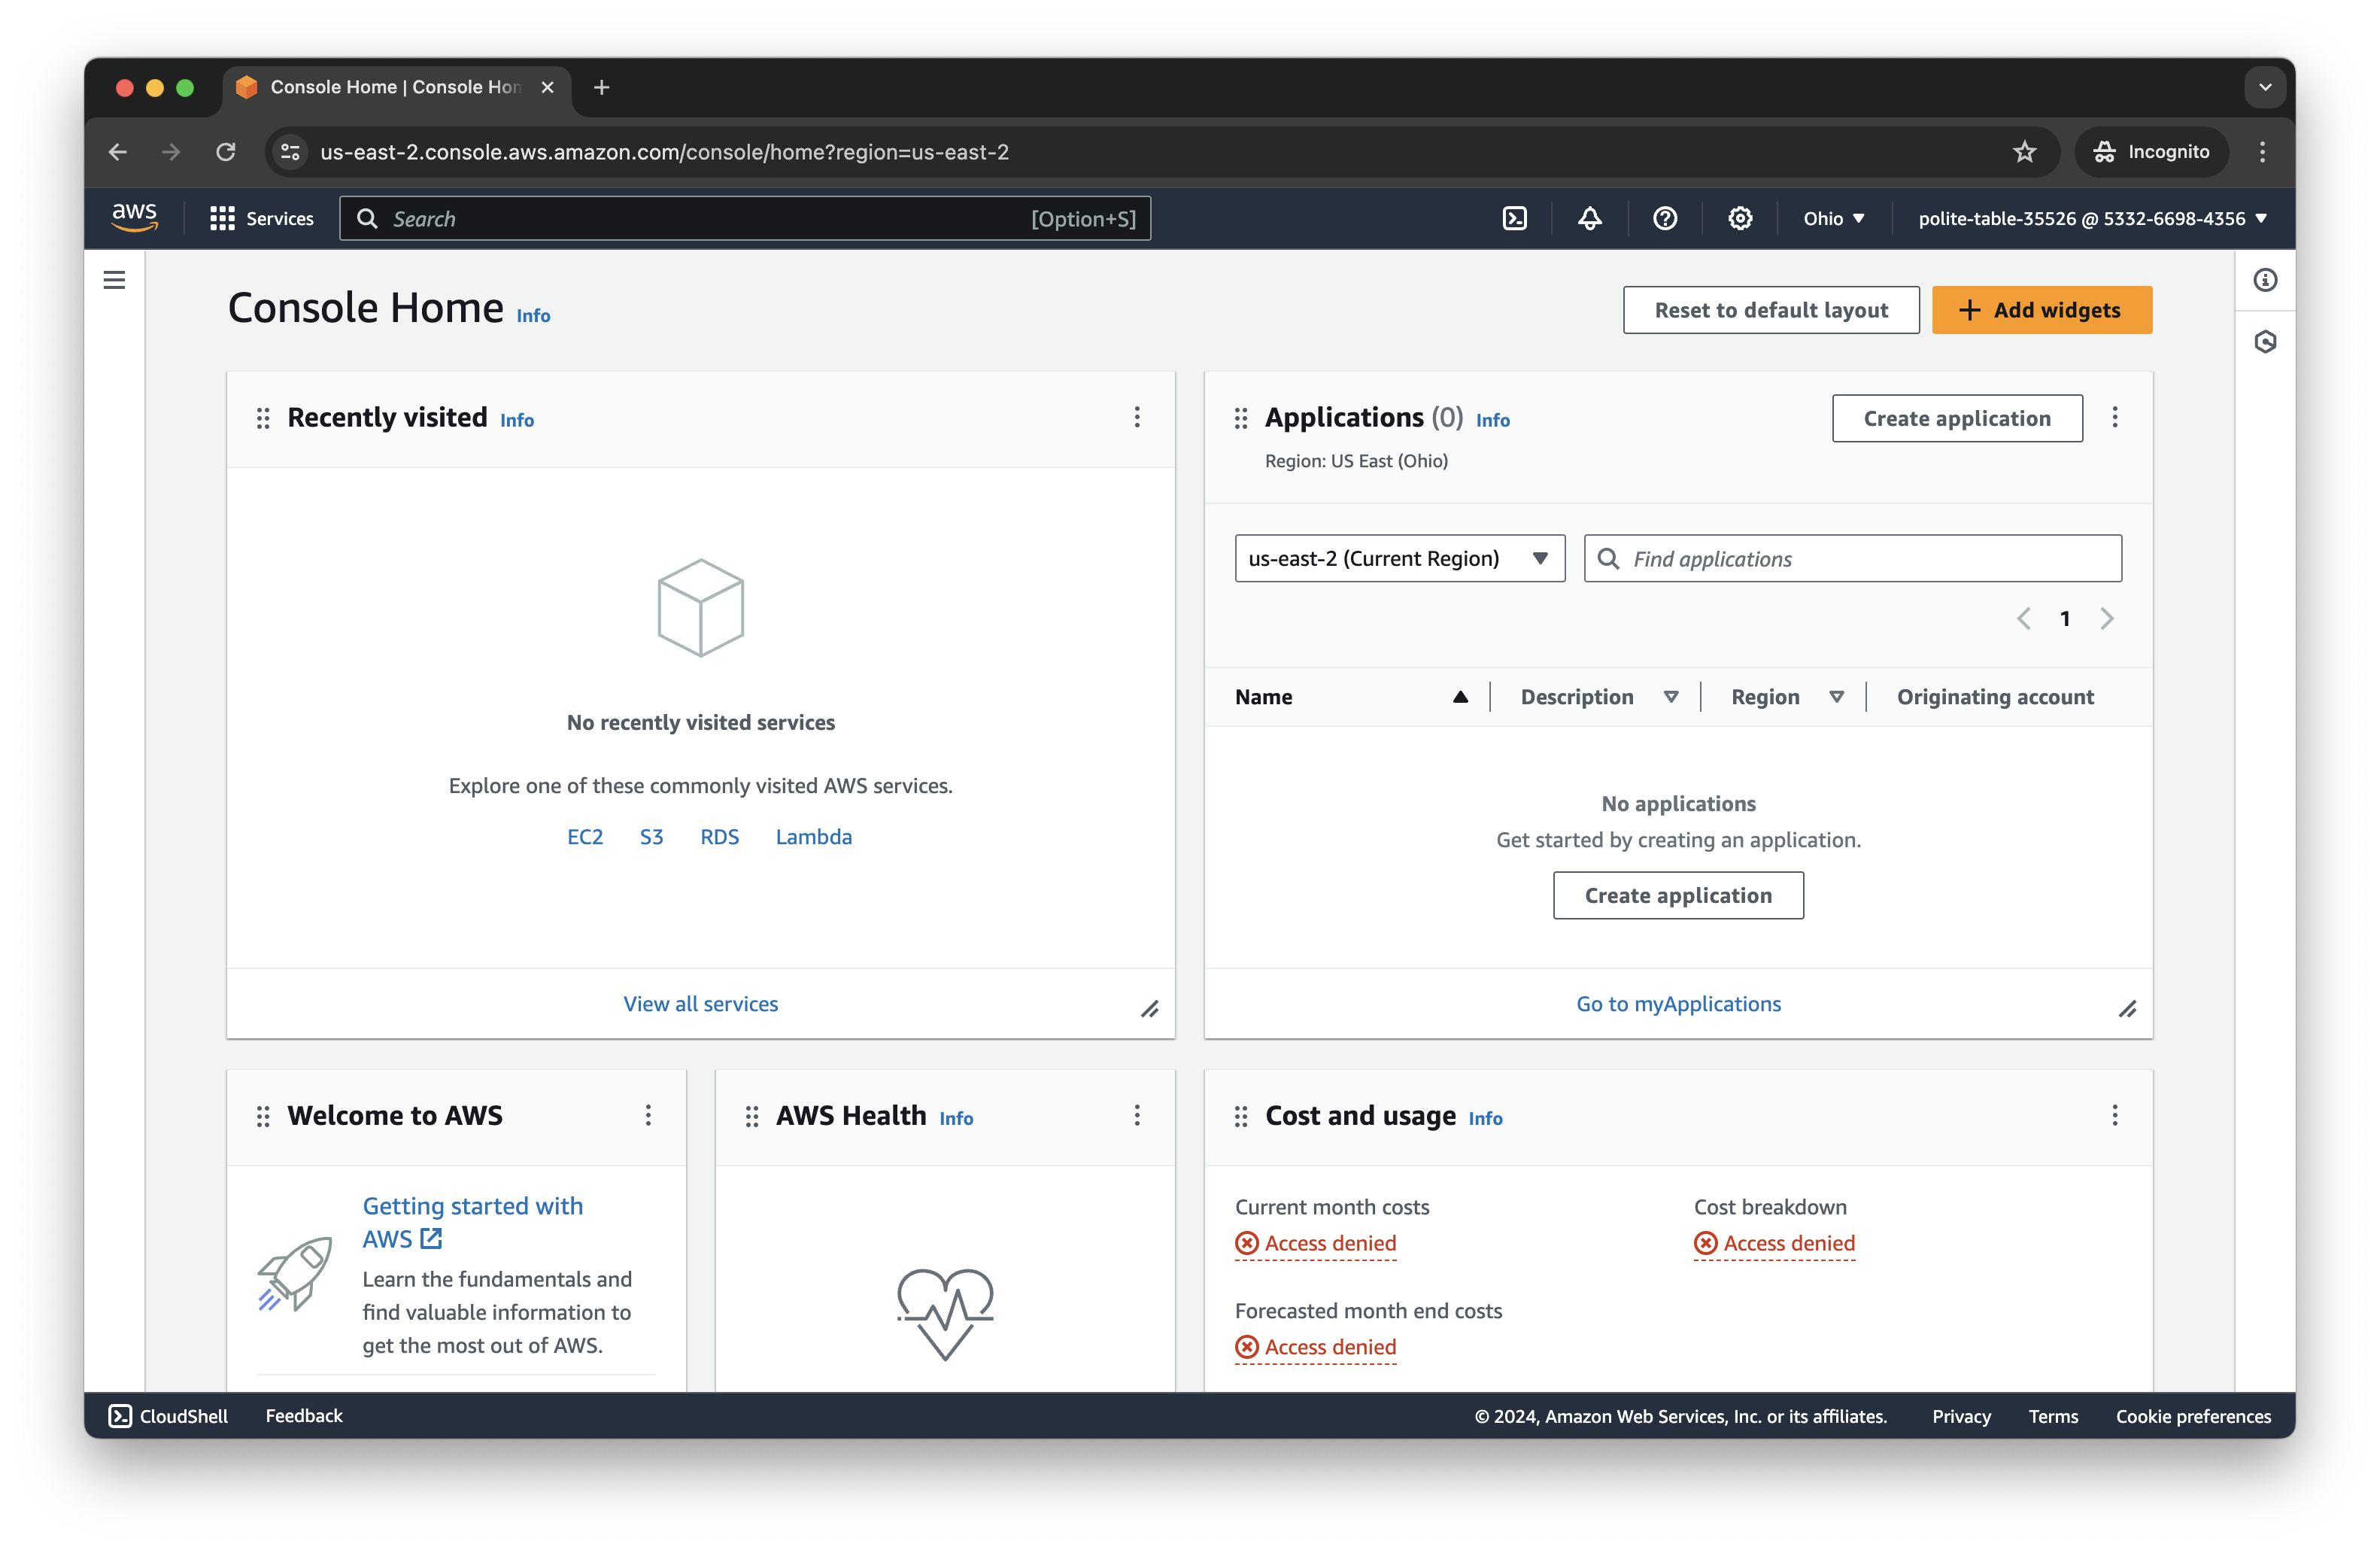 Console Home | Console Hom
us-east-2.console.aws.amazon.com/console/home?region=us-east-2
Incognito
aws
Services
Search
[Option+S]
Ohio
polite-table-35526 @ 5332-6698-4356
Console Home Info
Reset to default layout
Add widgets
Recently visited Info
No recently visited services
Explore one of these commonly visited AWS services.
EC2 S3 RDS Lambda
View all services
Applications (0) Info
Create application
Region: US East (Ohio)
us-east-2 (Current Region)
Find applications
1
Name Description Region Originating account
No applications
Get started by creating an application.
Create application
Go to myApplications
Welcome to AWS
Getting started with
AWS
Learn the fundamentals and
find valuable information to
get the most out of AWS.
AWS Health Info
Cost and usage Info
Current month costs
Access denied
Cost breakdown
Access denied
Forecasted month end costs
Access denied
CloudShell
Feedback
© 2024, Amazon Web Services, Inc. or its affiliates.
Privacy
Terms
Cookie preferences